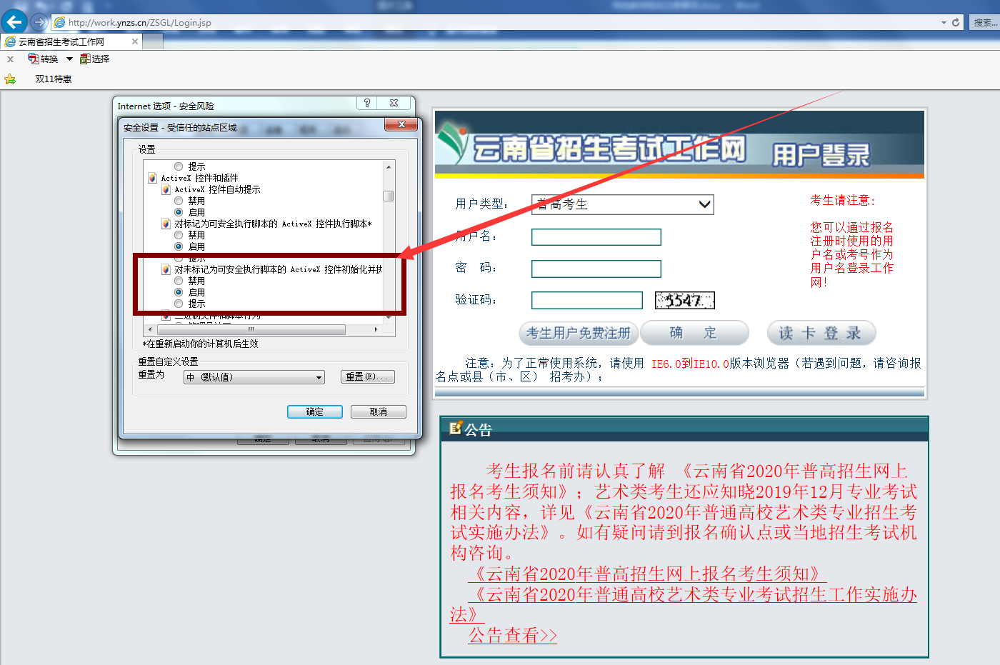 http://work.ynzs.cn/ZSGL/Login.jsp
搜索...
云南省招生考试工作网
转换
选择
双11特惠
Internet 选项 - 安全风险
安全设置 - 受信任的站点区域
设置
提示
ActiveX 控件和插件
ActiveX 控件自动提示
禁用
启用
对标记为可安全执行脚本的 ActiveX 控件执行脚本*
禁用
启用
提示
对未标记为可安全执行脚本的 ActiveX 控件初始化并执
禁用
启用
提示
二进制文件和脚本行为
*在重新启动你的计算机后生效
重置自定义设置
重置为
中 (默认值)
重置(E)...
确定
取消
确定
取消
云南省招生考试工作网 用户登录
用户类型:
普高考生
用户名:
密 码:
验证码:
5547
考生用户免费注册
确 定
读 卡 登 录
考生请注意:
您可以通过报名
注册时使用的用
户名或考号作为
用户名登录工作
网!
注意: 为了正常使用系统, 请使用 IE6.0到IE10.0版本浏览器 (若遇到问题, 请咨询报
名点或县 (市、区) 招考办) ;
公告
考生报名前请认真了解 《云南省2020年普高招生网上
报名考生须知》; 艺术类考生还应知晓2019年12月专业考试
相关内容, 详见《云南省2020年普通高校艺术类专业招生考
试实施办法》。如有疑问请到报名确认点或当地招生考试机
构咨询。
《云南省2020年普高招生网上报名考生须知》
《云南省2020年普通高校艺术类专业考试招生工作实施办
法》
公告查看>>